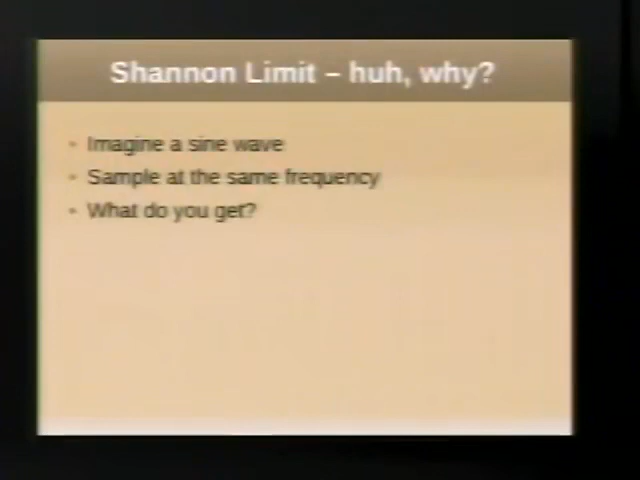 Shannon Limit – huh, why?
• Imagine a sine wave
• Sample at the same frequency
• What do you get?